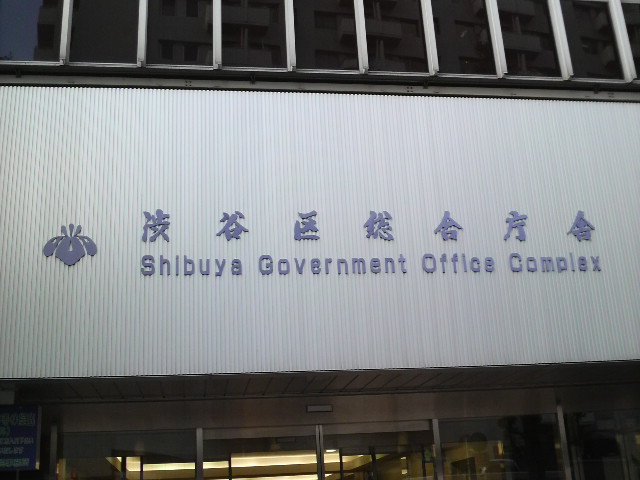 渋谷区総合庁舎
Shibuya Government Office Complex